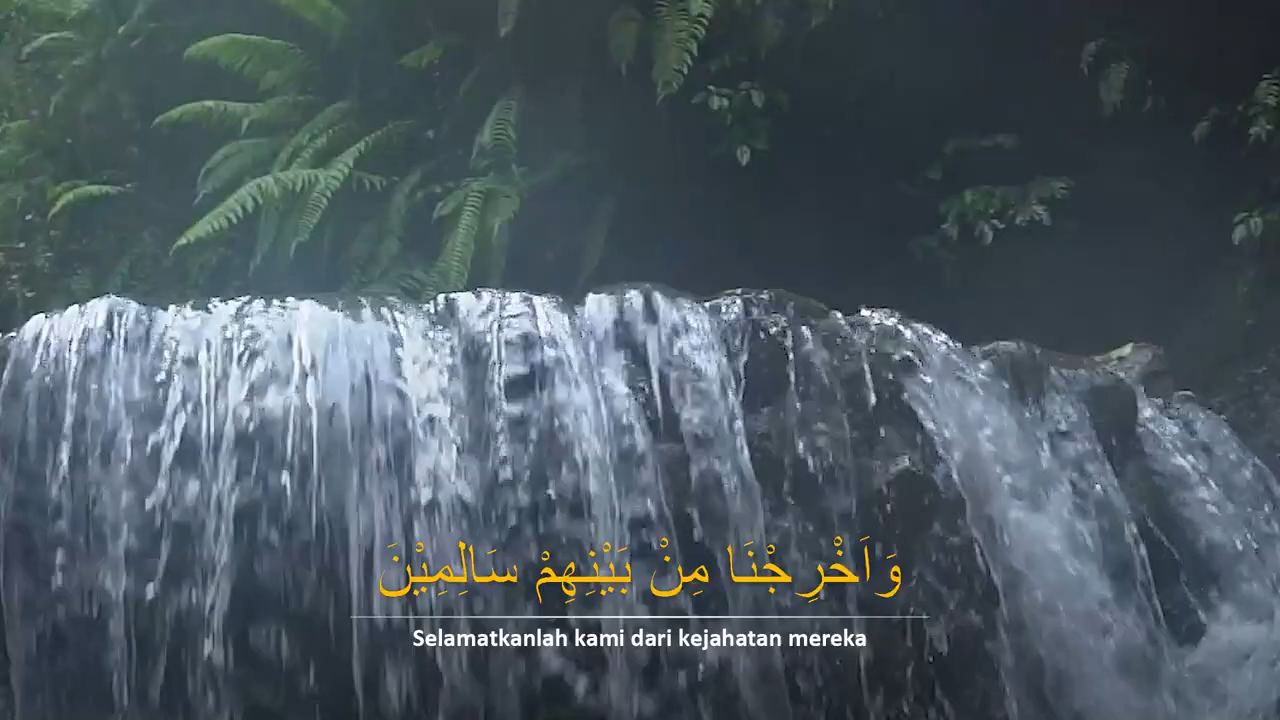 وَاَخْرِجْنَا مِنْ بَيْنِهِمْ سَالِمِيْنَ
Selamatkanlah kami dari kejahatan mereka